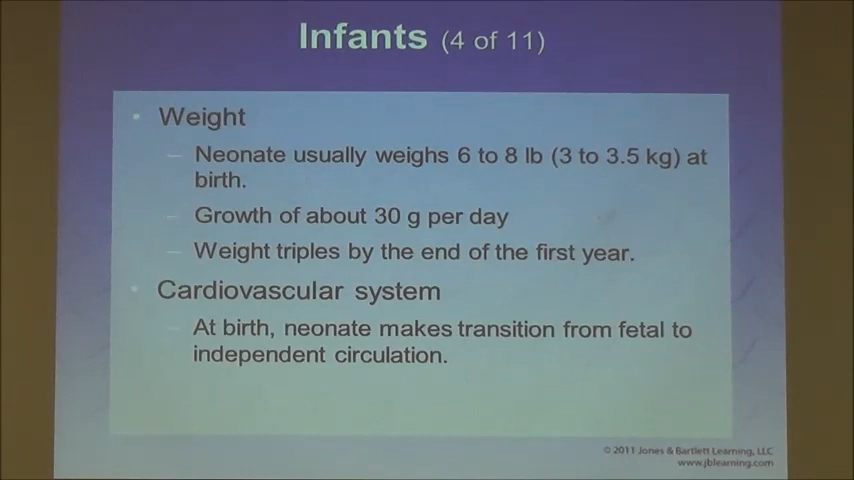 Infants (4 of 11)
• Weight
– Neonate usually weighs 6 to 8 lb (3 to 3.5 kg) at
birth.
– Growth of about 30 g per day
– Weight triples by the end of the first year.
• Cardiovascular system
– At birth, neonate makes transition from fetal to
independent circulation.
© 2011 Jones & Bartlett Learning, LLC
www.jblearning.com